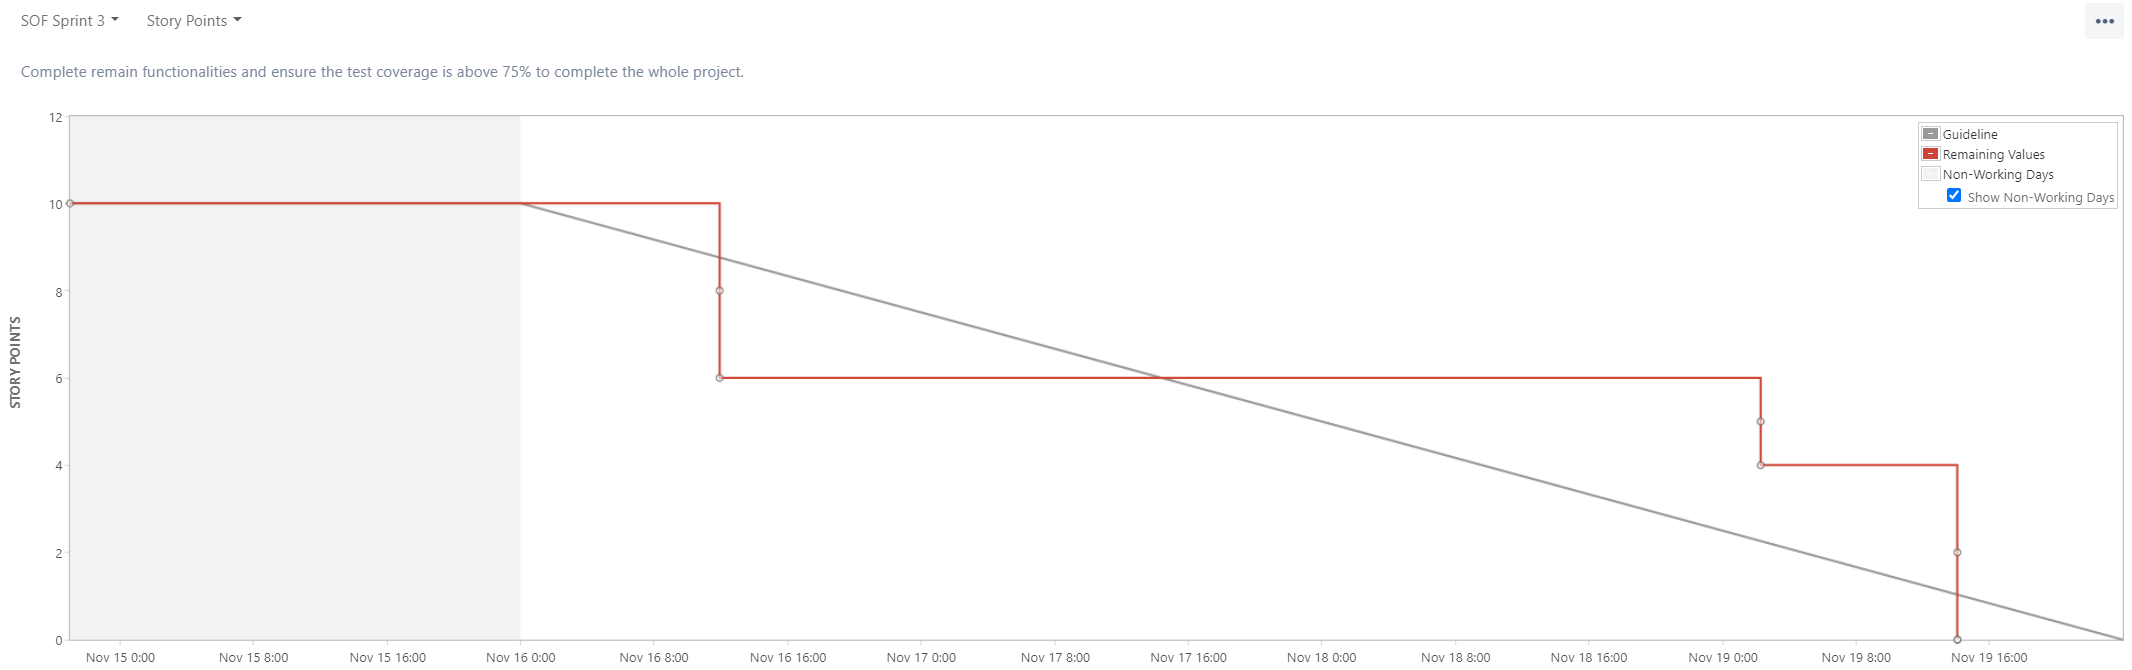 SOF Sprint 3 Story Points
Complete remain functionalities and ensure the test coverage is above 75% to complete the whole project.
12
Guideline
Remaining Values
Non-Working Days
Show Non-Working Days
10
8
STORY POINTS
6
4
2
0
Nov 15 0:00 Nov 15 8:00 Nov 15 16:00 Nov 16 0:00 Nov 16 8:00 Nov 16 16:00 Nov 17 0:00 Nov 17 8:00 Nov 17 16:00 Nov 18 0:00 Nov 18 8:00 Nov 18 16:00 Nov 19 0:00 Nov 19 8:00 Nov 19 16:00